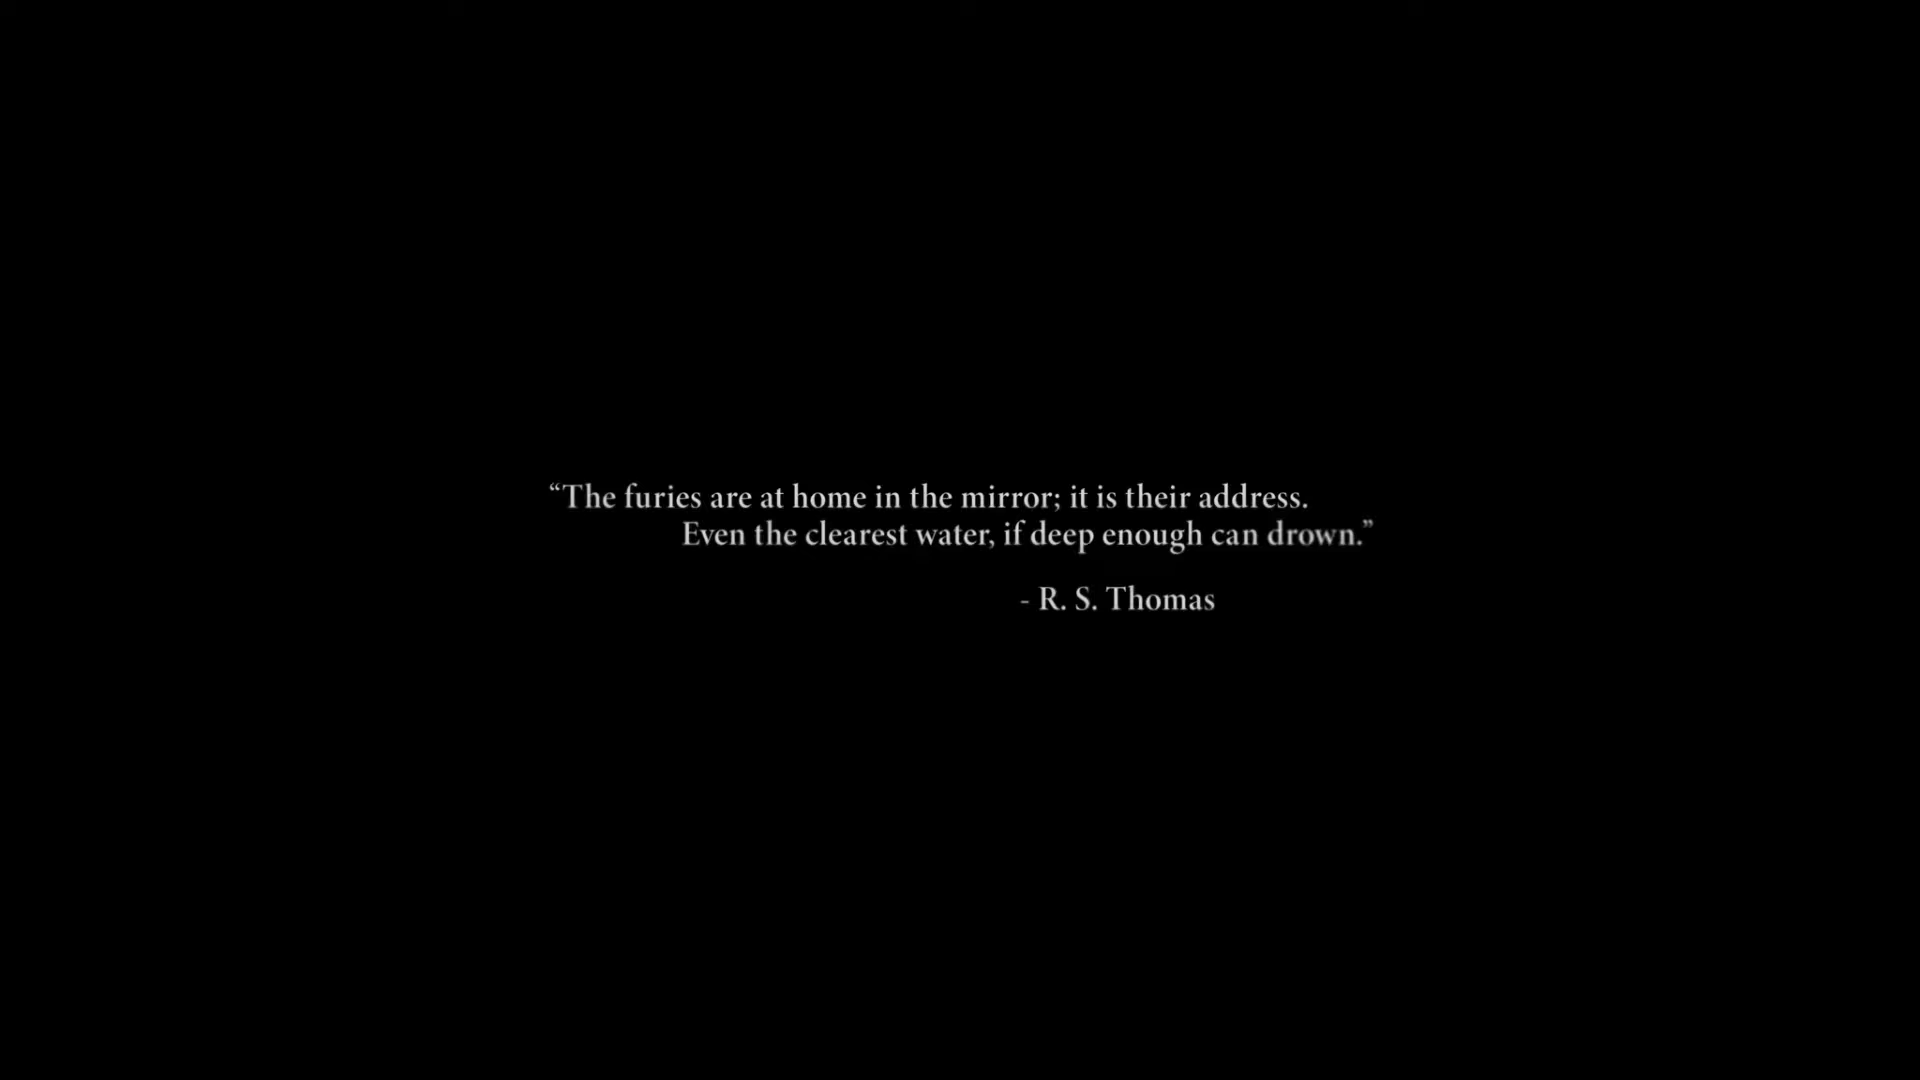 “The furies are at home in the mirror; it is their address.
Even the clearest water, if deep enough can drown.”
- R. S. Thomas